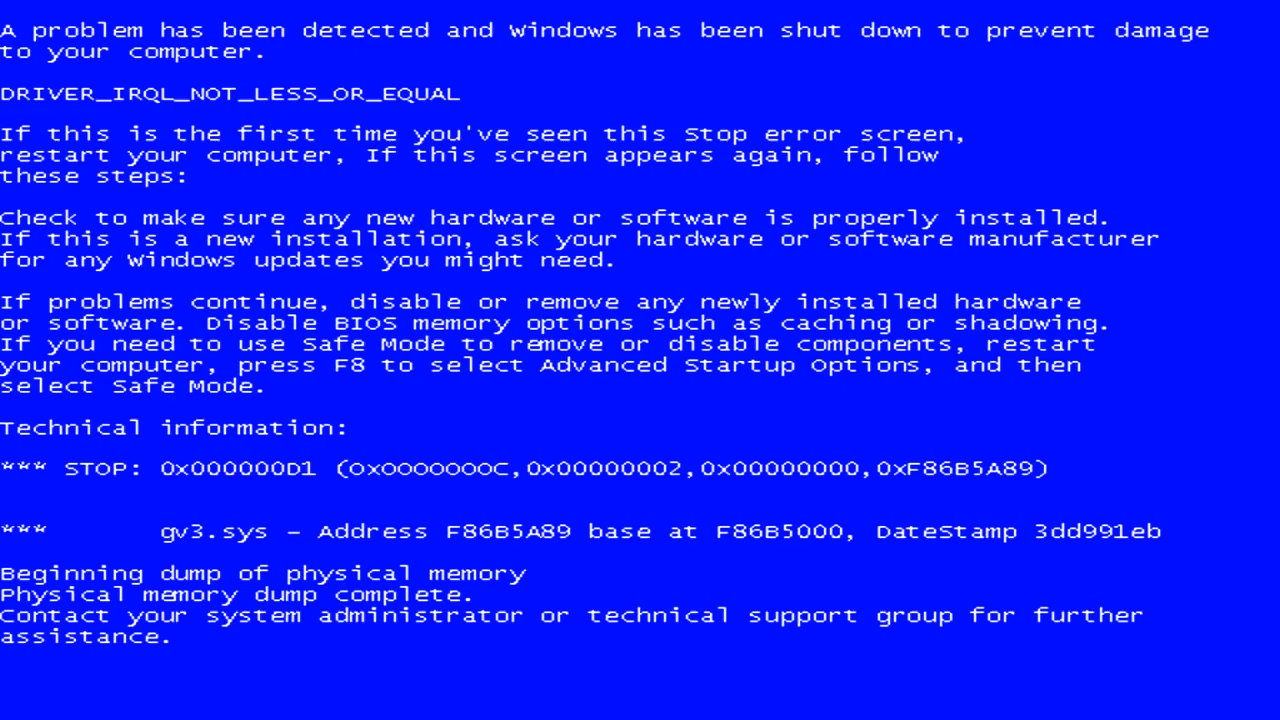 A problem has been detected and Windows has been shut down to prevent damage
to your computer.
DRIVER_IRQL_NOT_LESS_OR_EQUAL
If this is the first time you've seen this Stop error screen,
restart your computer, If this screen appears again, follow
these steps:
Check to make sure any new hardware or software is properly installed.
If this is a new installation, ask your hardware or software manufacturer
for any Windows updates you might need.
If problems continue, disable or remove any newly installed hardware
or software. Disable BIOS memory options such as caching or shadowing.
If you need to use Safe Mode to remove or disable components, restart
your computer, press F8 to select Advanced Startup Options, and then
select Safe Mode.
Technical information:
*** STOP: 0x000000D1 (0x0000000C,0x00000002,0x00000000,0xF86B5A89)
*** gv3.sys – Address F86B5A89 base at F86B5000, DateStamp 3dd991eb
Beginning dump of physical memory
Physical memory dump complete.
Contact your system administrator or technical support group for further
assistance.